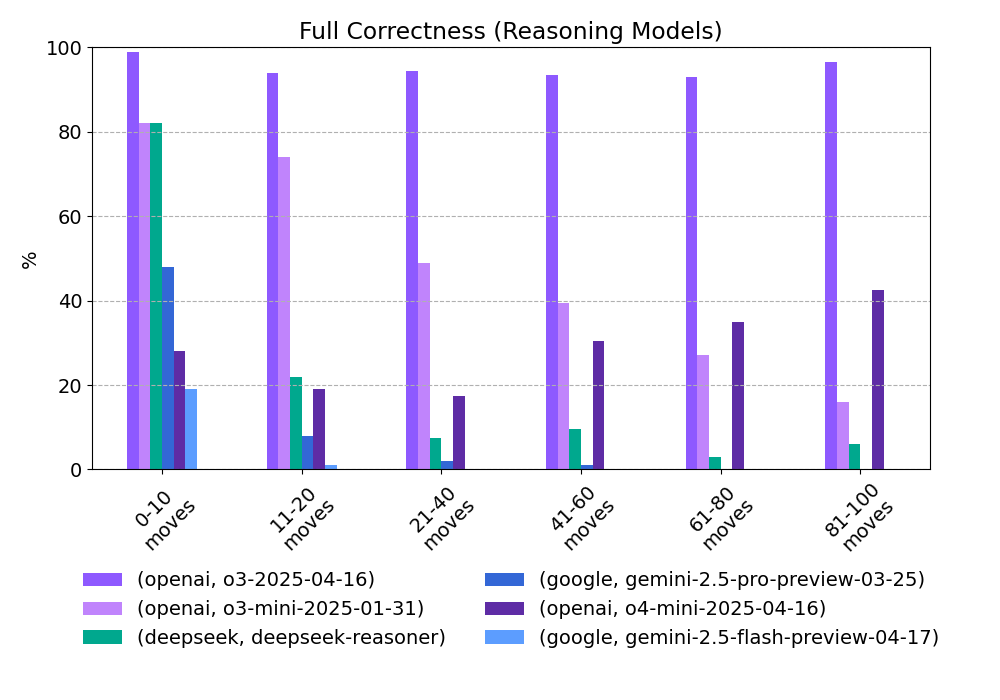 Full Correctness (Reasoning Models)
100
80
60
40
20
0
%
0-10
moves
11-20
moves
21-40
moves
41-60
moves
61-80
moves
81-100
moves
(openai, o3-2025-04-16)
(openai, o3-mini-2025-01-31)
(deepseek, deepseek-reasoner)
(google, gemini-2.5-pro-preview-03-25)
(openai, o4-mini-2025-04-16)
(google, gemini-2.5-flash-preview-04-17)